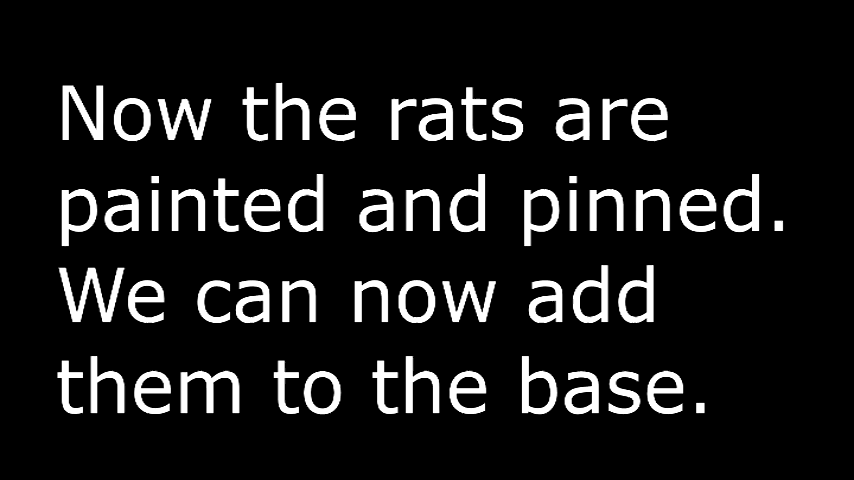 Now the rats are
painted and pinned.
We can now add
them to the base.